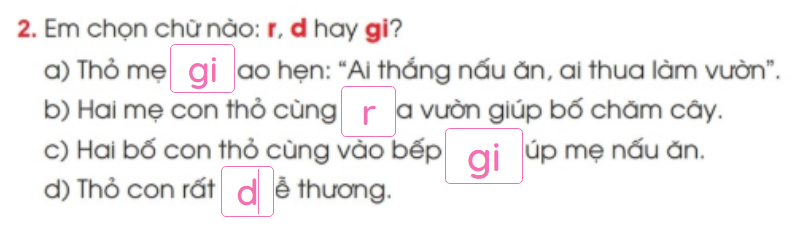 2. Em chọn chữ nào: r, d hay gi?
a) Thỏ mẹ gi ao hẹn: “Ai thắng nấu ăn, ai thua làm vườn”.
b) Hai mẹ con thỏ cùng r a vườn giúp bố chăm cây.
c) Hai bố con thỏ cùng vào bếp gi úp mẹ nấu ăn.
d) Thỏ con rất d ễ thương.